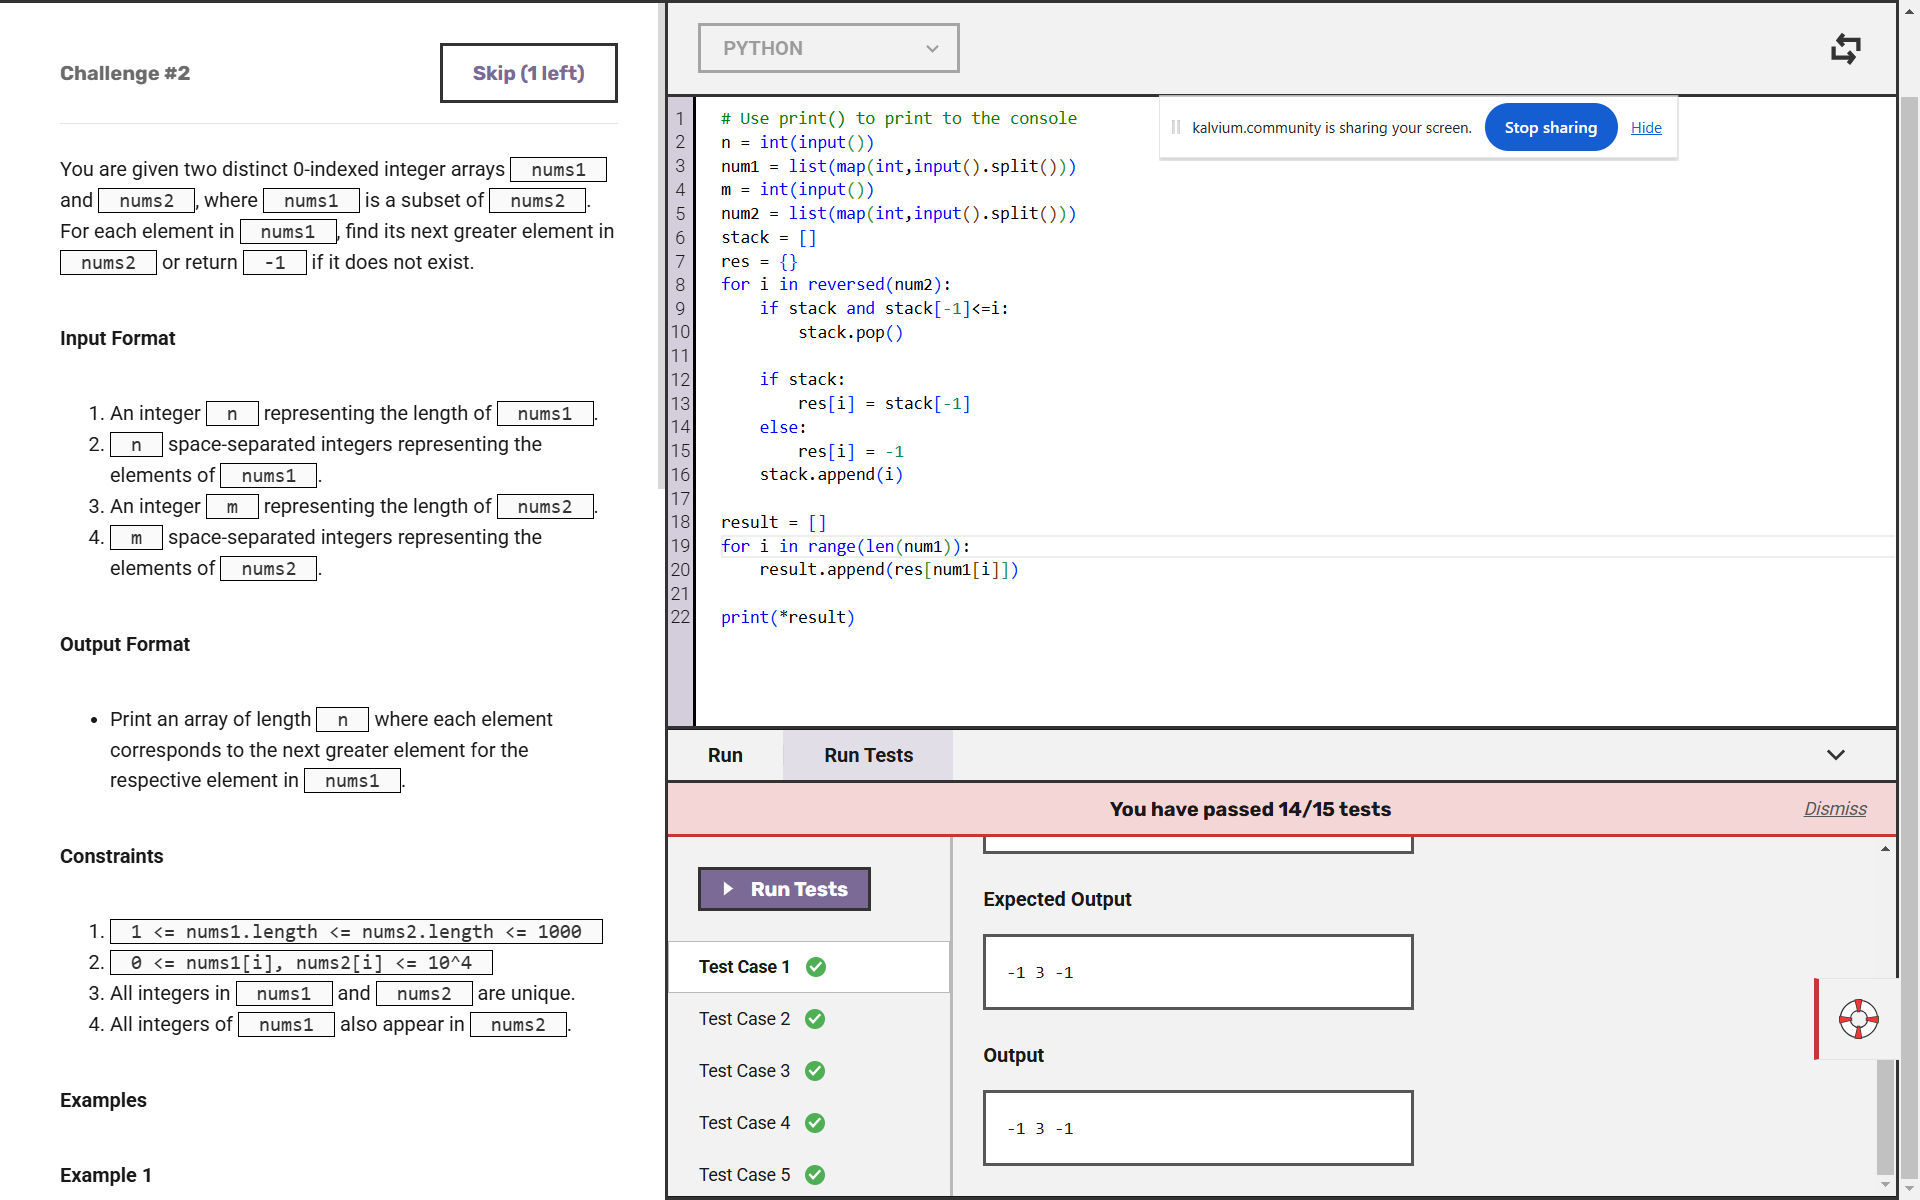 Challenge #2
Skip (1 left)
You are given two distinct 0-indexed integer arrays nums1
and nums2 , where nums1 is a subset of nums2 .
For each element in nums1 , find its next greater element in
nums2 or return -1 if it does not exist.
Input Format
1. An integer n representing the length of nums1 .
2. n space-separated integers representing the
elements of nums1 .
3. An integer m representing the length of nums2 .
4. m space-separated integers representing the
elements of nums2 .
Output Format
• Print an array of length n where each element
corresponds to the next greater element for the
respective element in nums1 .
Constraints
1. 1 <= nums1.length <= nums2.length <= 1000
2. 0 <= nums1[i], nums2[i] <= 10^4
3. All integers in nums1 and nums2 are unique.
4. All integers of nums1 also appear in nums2 .
Examples
Example 1
PYTHON
kalvium.community is sharing your screen. Stop sharing Hide
1 # Use print() to print to the console
2 n = int(input())
3 num1 = list(map(int,input().split()))
4 m = int(input())
5 num2 = list(map(int,input().split()))
6 stack = []
7 res = {}
8 for i in reversed(num2):
9     if stack and stack[-1]<=i:
10         stack.pop()
11
12     if stack:
13         res[i] = stack[-1]
14     else:
15         res[i] = -1
16     stack.append(i)
17
18 result = []
19 for i in range(len(num1)):
20     result.append(res[num1[i]])
21
22 print(*result)
Run Run Tests
You have passed 14/15 tests Dismiss
Run Tests
Test Case 1
Test Case 2
Test Case 3
Test Case 4
Test Case 5
Expected Output
-1 3 -1
Output
-1 3 -1